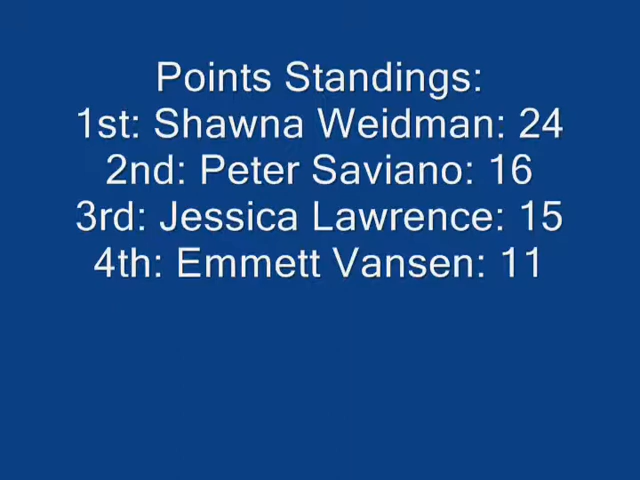 Points Standings:
1st: Shawna Weidman: 24
2nd: Peter Saviano: 16
3rd: Jessica Lawrence: 15
4th: Emmett Vansen: 11